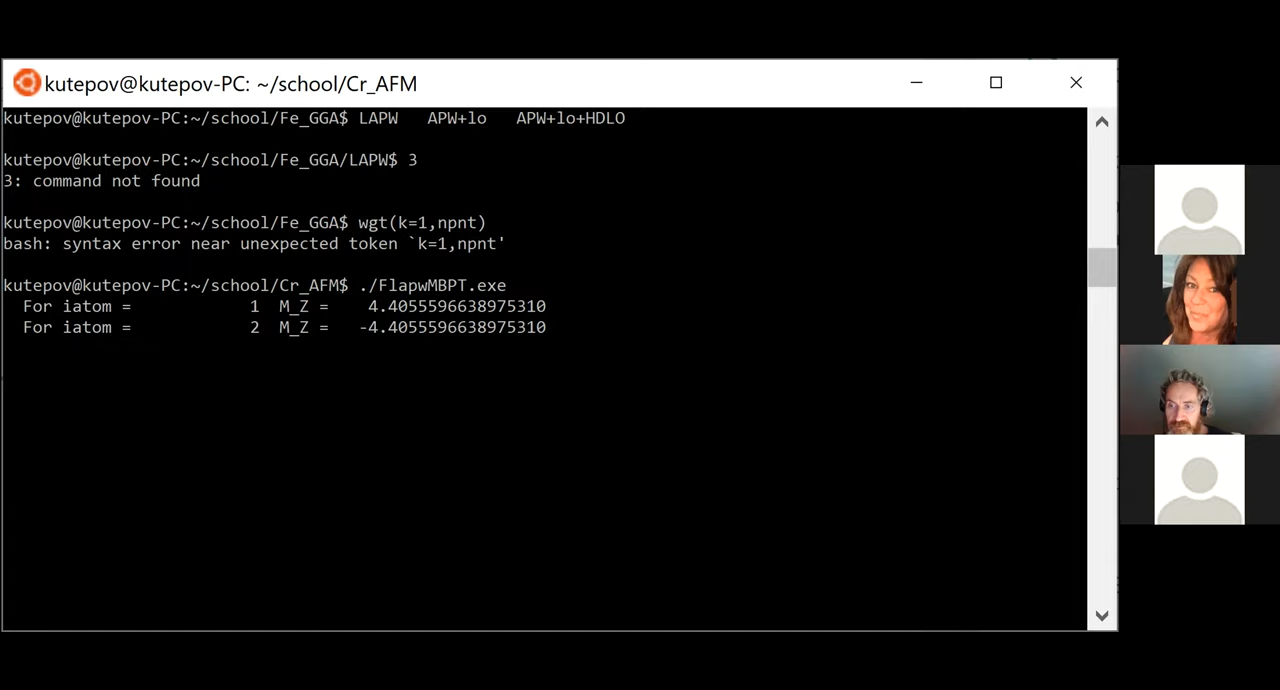 kutepov@kutepov-PC: ~/school/Cr_AFM
kutepov@kutepov-PC:~/school/Fe_GGA$ LAPW   APW+lo   APW+lo+HDLO
kutepov@kutepov-PC:~/school/Fe_GGA/LAPW$ 3
3: command not found
kutepov@kutepov-PC:~/school/Fe_GGA$ wgt(k=1,npnt)
bash: syntax error near unexpected token `k=1,npnt'
kutepov@kutepov-PC:~/school/Cr_AFM$ ./FlapwMBPT.exe
For iatom =            1  M_Z =    4.4055596638975310
For iatom =            2  M_Z =   -4.4055596638975310